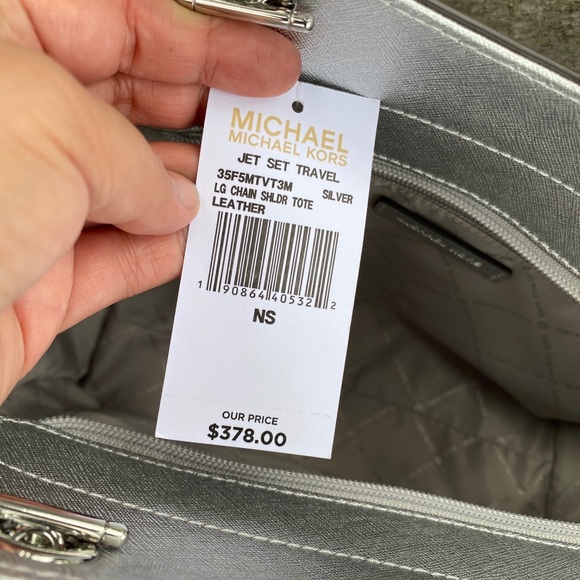 MICHAEL
MICHAEL KORS
JET SET TRAVEL
35F5MTVT3M SILVER
LG CHAIN SHLDR TOTE
LEATHER
1 90864 40532 2
NS
OUR PRICE
$378.00